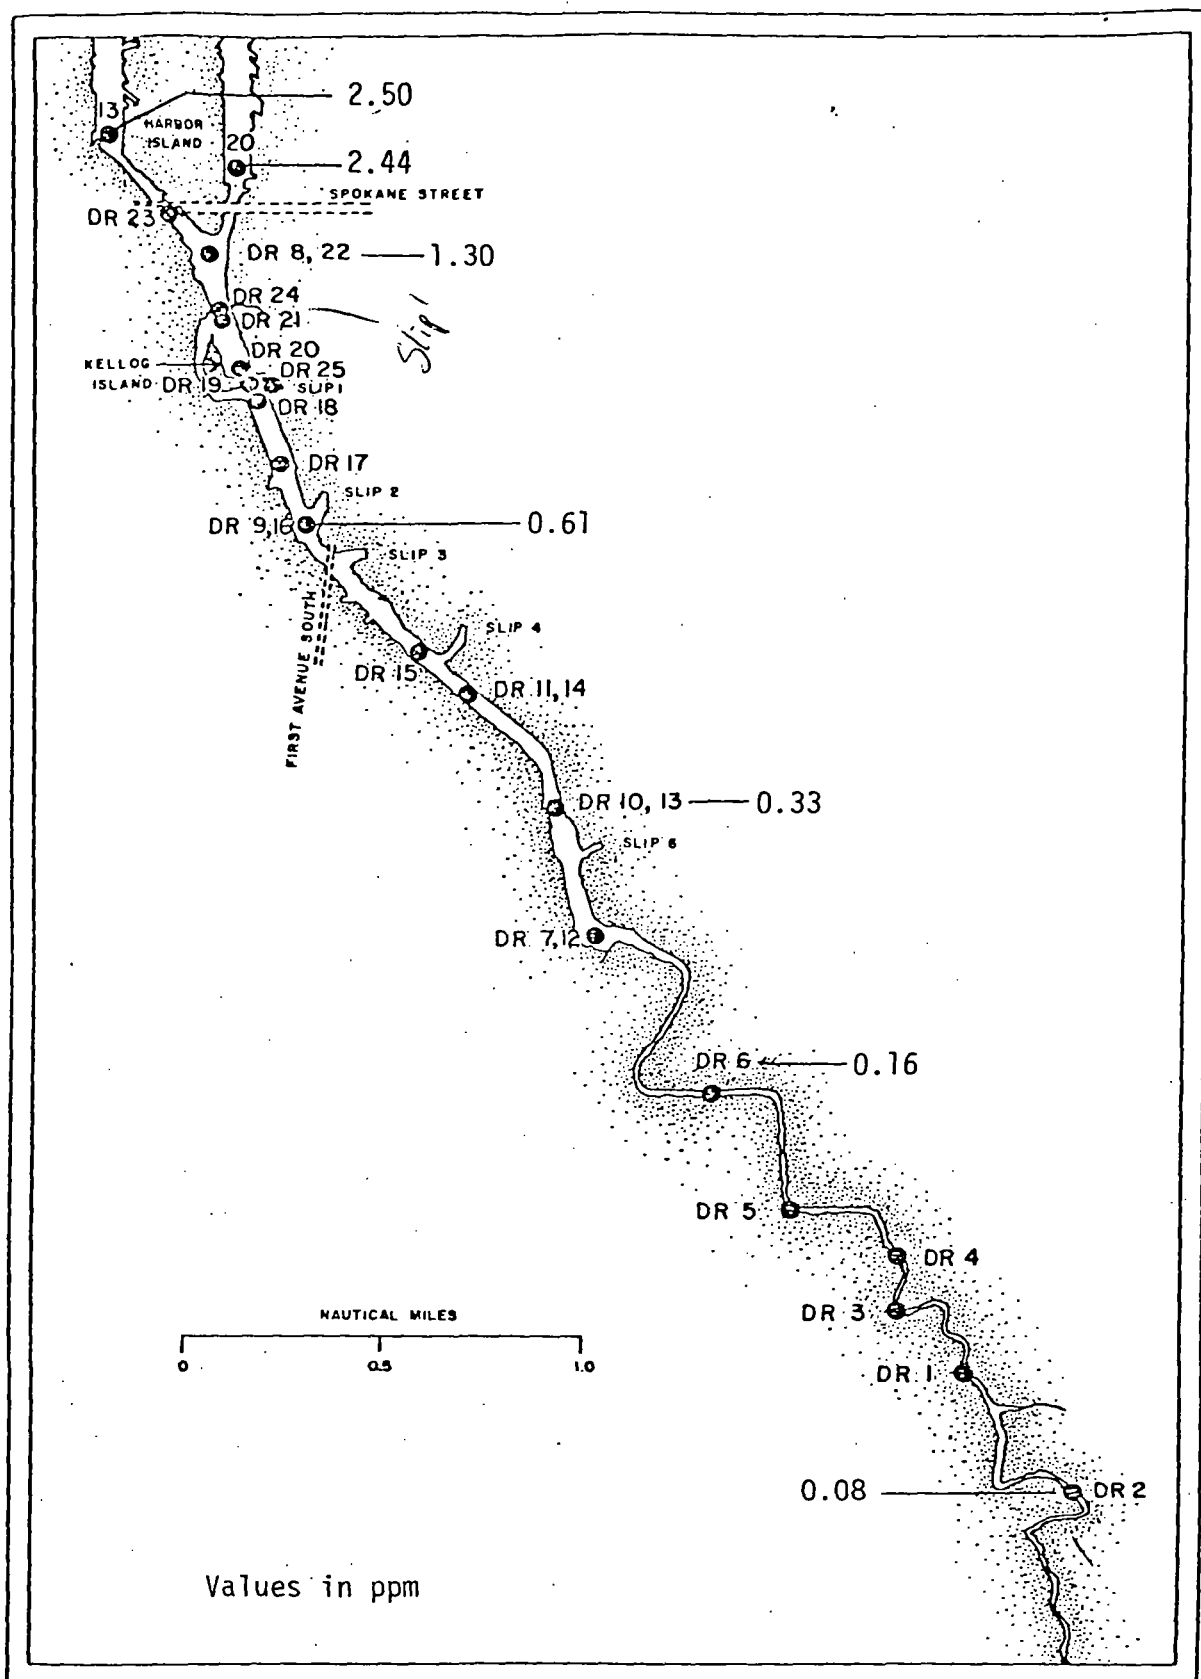 2.50
13
HARBOR
ISLAND
20
2.44
SPOKANE STREET
DR 23
DR 8, 22
1.30
DR 24
Slip 1
DR 21
DR 20
KELLOG
ISLAND
DR 25
DR 19
SLIP 1
DR 18
DR 17
SLIP 2
DR 9,16
0.61
SLIP 3
FIRST AVENUE SOUTH
SLIP 4
DR 15
DR 11,14
DR 10, 13
0.33
SLIP 6
DR 7,12
DR 6
0.16
DR 5
DR 4
DR 3
NAUTICAL MILES
0 0.5 1.0
DR 1
0.08
DR 2
Values in ppm